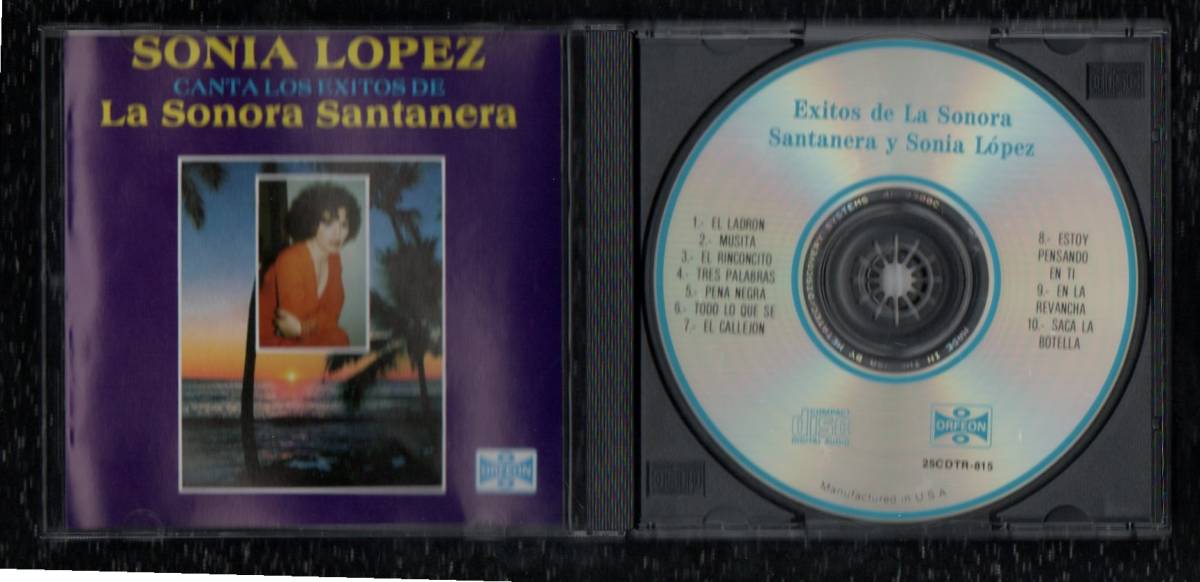 SONIA LOPEZ
CANTA LOS EXITOS DE
La Sonora Santanera
ORFEON
Exitos de La Sonora
Santanera y Sonia López
1.- EL LADRON
2.- MUSITA
3.- EL RINCONCITO
4.- TRES PALABRAS
5.- PENA NEGRA
6.- TODO LO QUE SE
7.- EL CALLEJON
8.- ESTOY
PENSANDO
EN TI
9.- EN LA
REVANCHA
10.- SACA LA
BOTELLA
COMPACT
disc
DIGITAL AUDIO
ORFEON
25CDTR-815
Manufactured in U S A
MADE IN